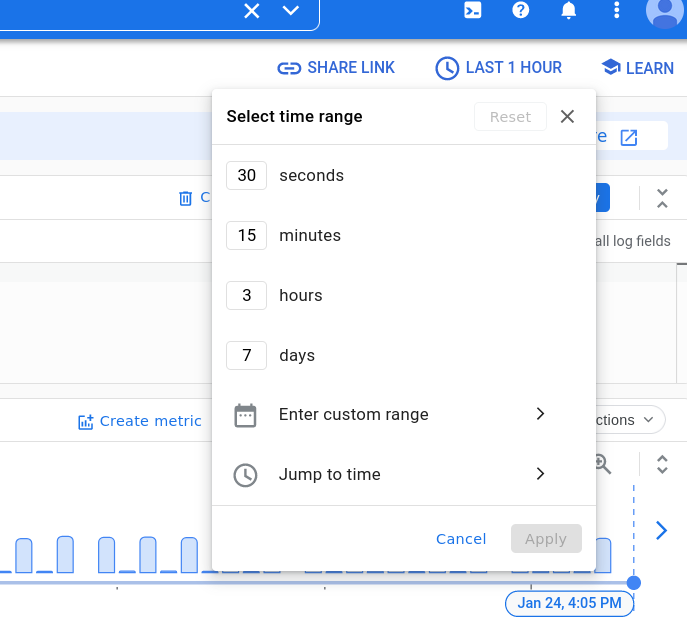 SHARE LINK
LAST 1 HOUR
LEARN
Select time range
Reset
30 seconds
15 minutes
3 hours
7 days
all log fields
Create metric
Enter custom range
Jump to time
Cancel
Apply
Jan 24, 4:05 PM